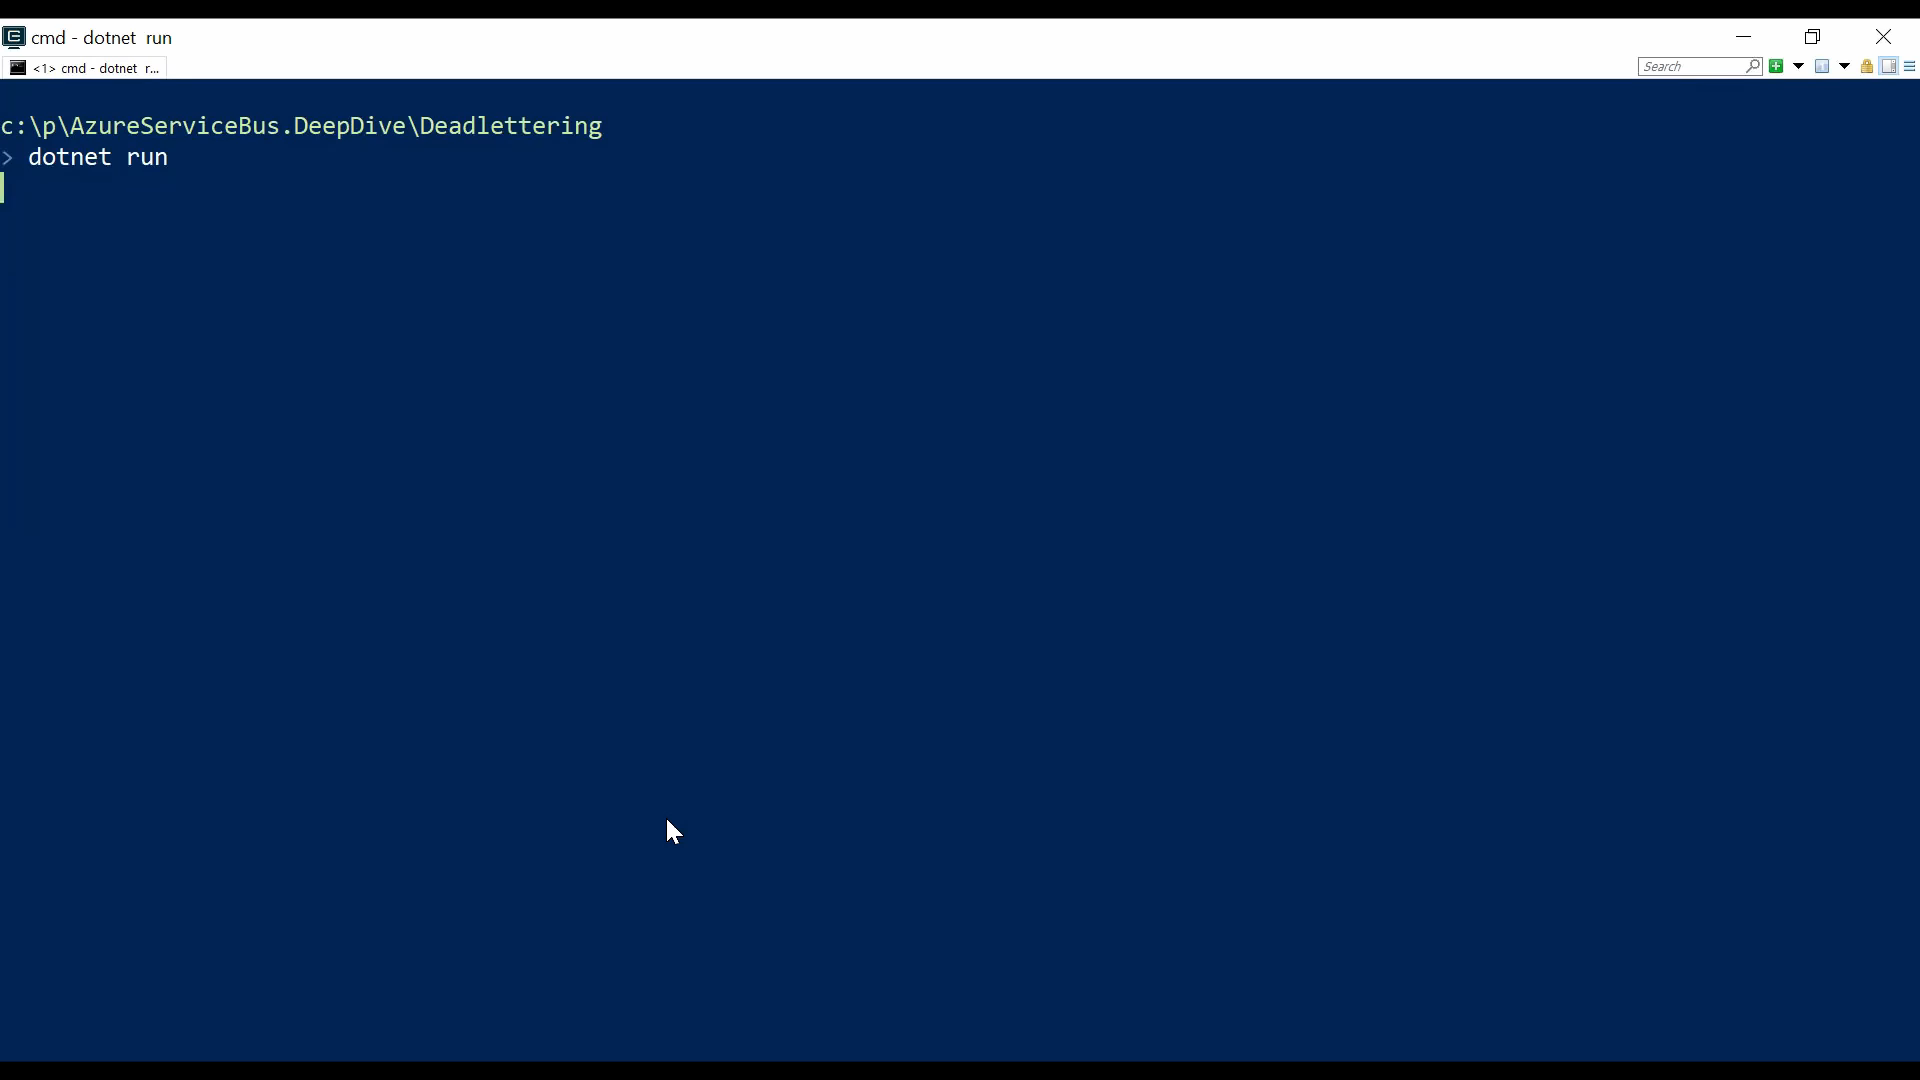 cmd - dotnet  run
<1> cmd - dotnet  r...
Search
c:\p\AzureServiceBus.DeepDive\Deadlettering
> dotnet run